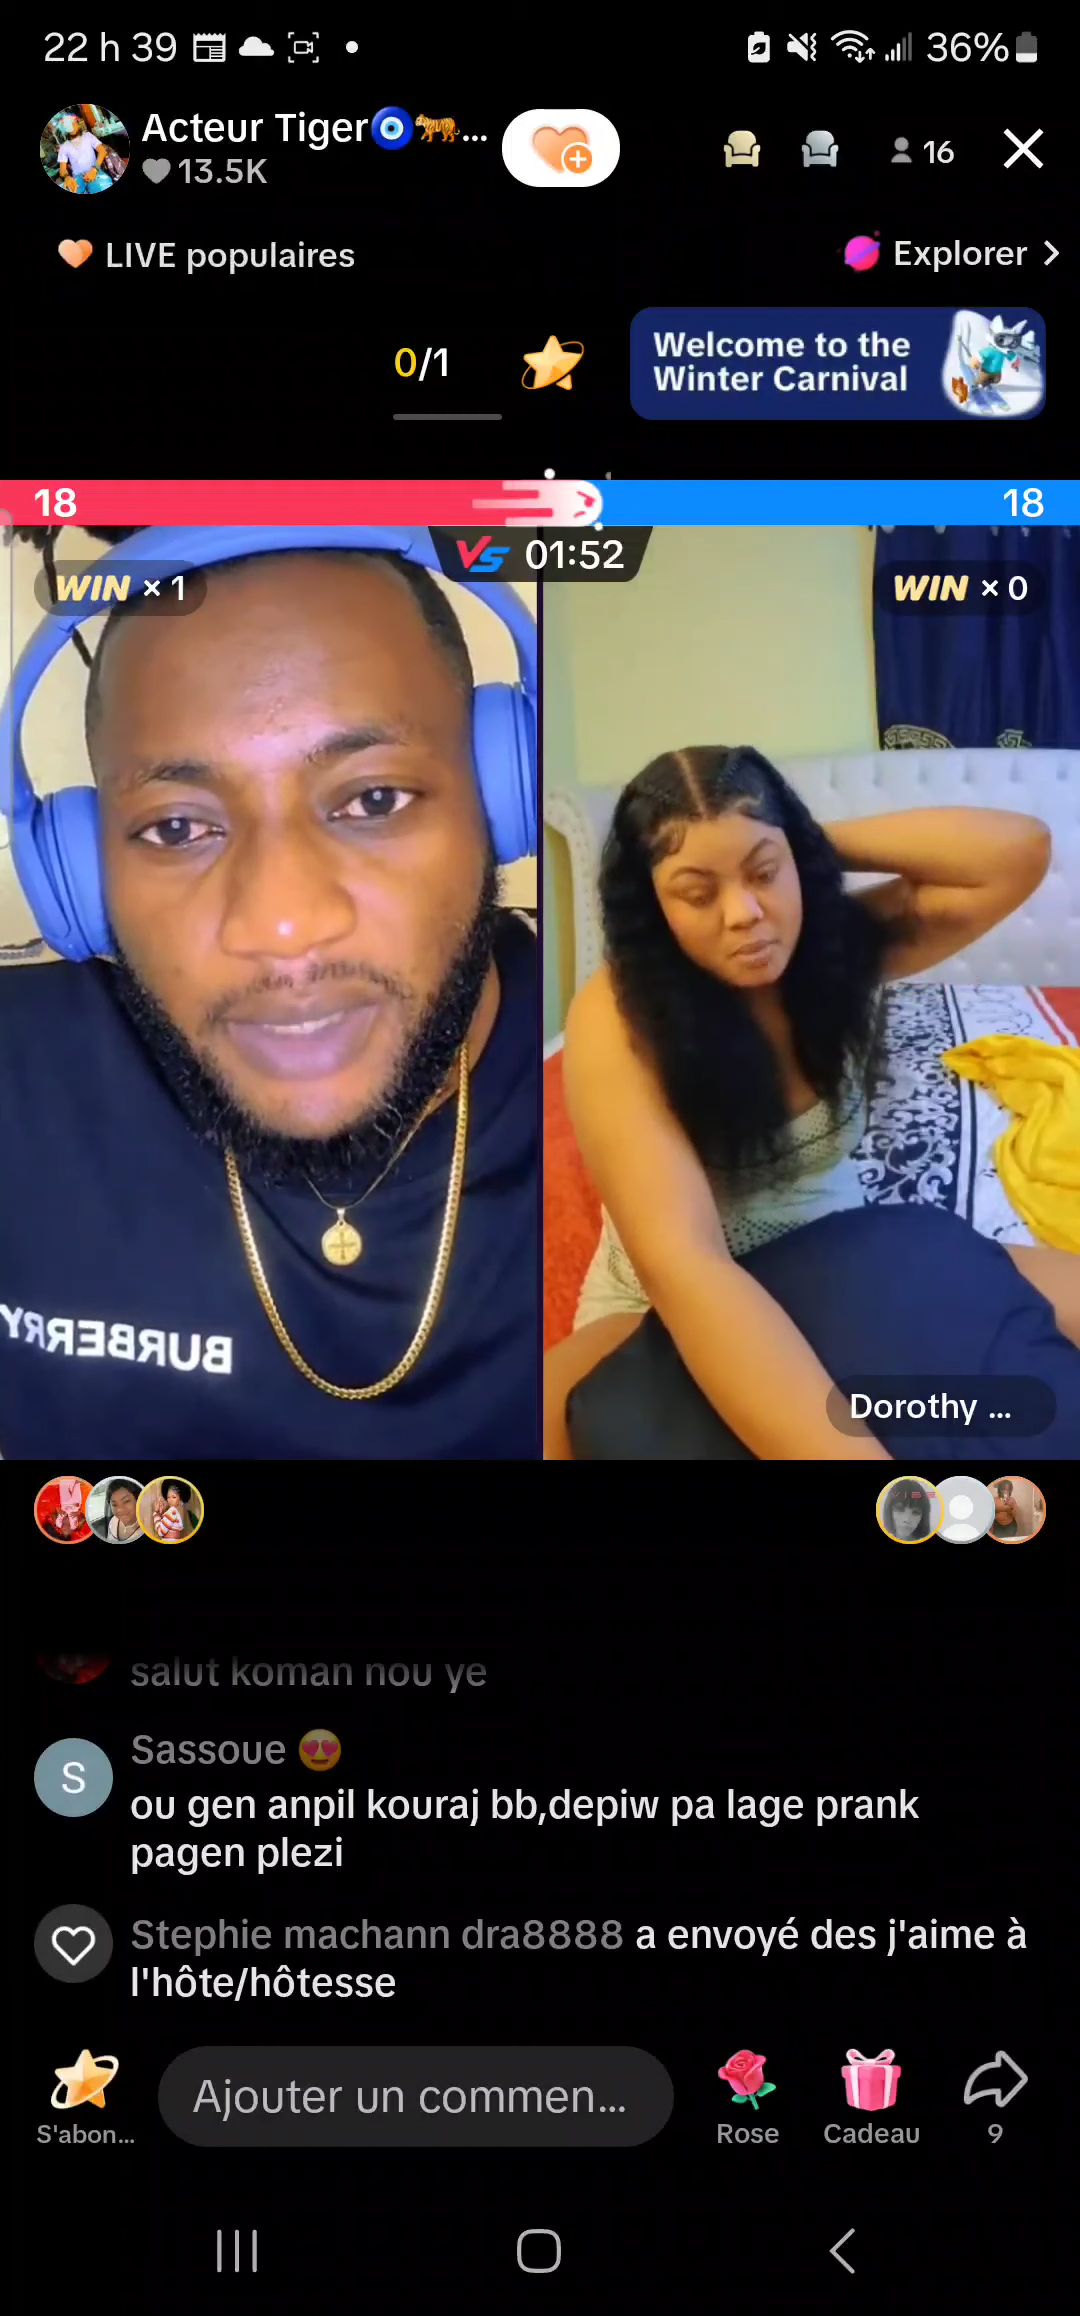 22 h 39
36%
Acteur Tiger🧿🐅...
13.5K
16
LIVE populaires
Explorer
0/1
Welcome to the
Winter Carnival
18
18
VS 01:52
WIN × 1
WIN × 0
BURBERRY
Dorothy ...
salut koman nou ye
S
Sassoue 😍
ou gen anpil kouraj bb,depiw pa lage prank
pagen plezi
Stephie machann dra8888 a envoyé des j'aime à
l'hôte/hôtesse
S'abon...
Ajouter un commen...
Rose
Cadeau
9